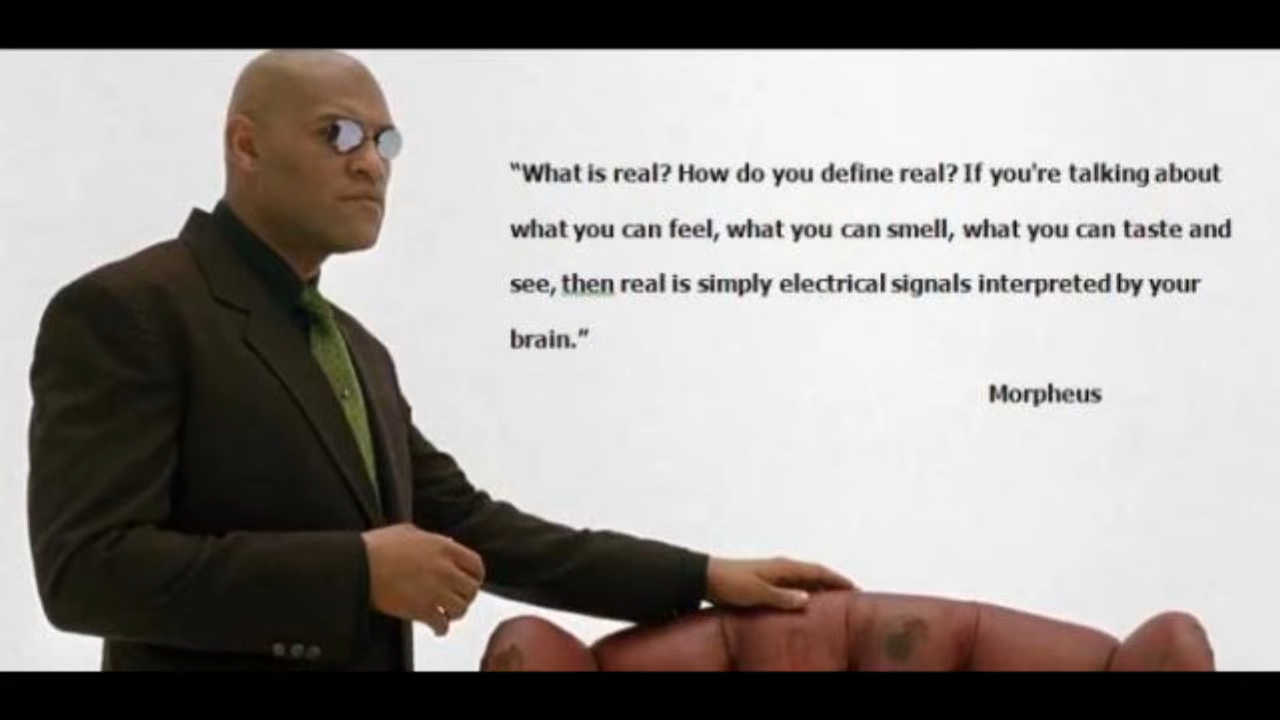 “What is real? How do you define real? If you're talking about
what you can feel, what you can smell, what you can taste and
see, then real is simply electrical signals interpreted by your
brain.”
Morpheus